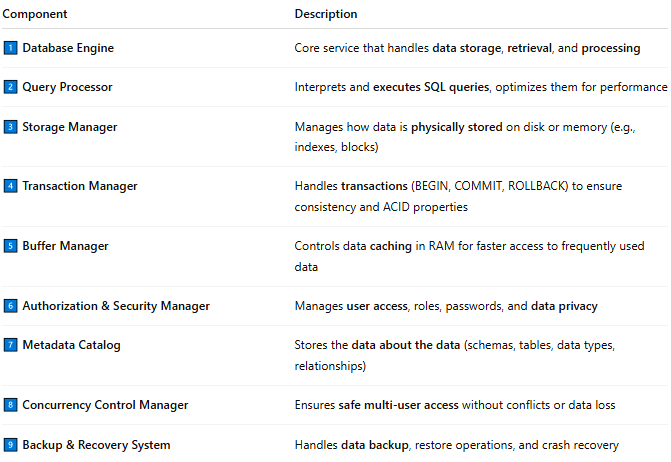 Component Description
1 Database Engine Core service that handles data storage, retrieval, and processing
2 Query Processor Interprets and executes SQL queries, optimizes them for performance
3 Storage Manager Manages how data is physically stored on disk or memory (e.g.,
indexes, blocks)
4 Transaction Manager Handles transactions (BEGIN, COMMIT, ROLLBACK) to ensure
consistency and ACID properties
5 Buffer Manager Controls data caching in RAM for faster access to frequently used
data
6 Authorization & Security Manager Manages user access, roles, passwords, and data privacy
7 Metadata Catalog Stores the data about the data (schemas, tables, data types,
relationships)
8 Concurrency Control Manager Ensures safe multi-user access without conflicts or data loss
9 Backup & Recovery System Handles data backup, restore operations, and crash recovery